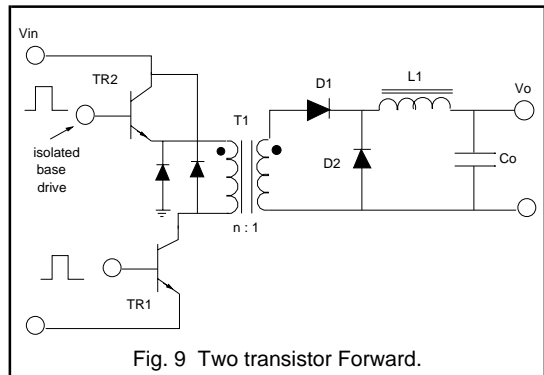 Vin
TR2
isolated
base
drive
T1
n : 1
D1
L1
Vo
D2
Co
TR1
Fig. 9 Two transistor Forward.